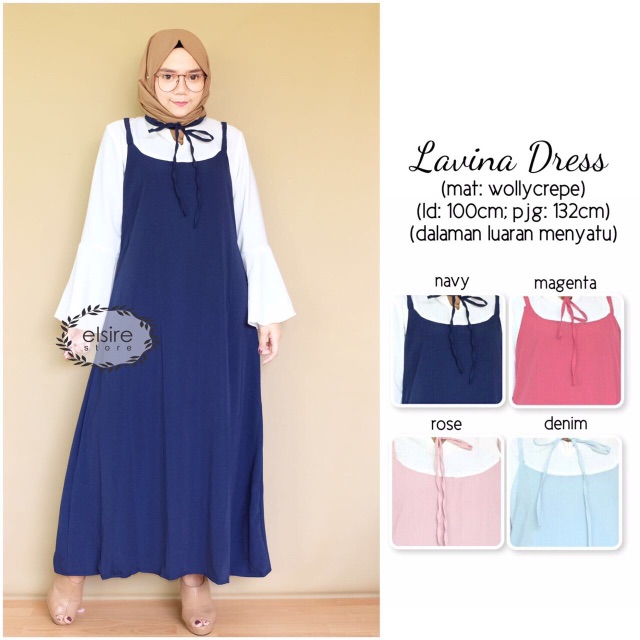 Lavina Dress
(mat: wollycrepe)
(ld: 100cm; pjg: 132cm)
(dalaman luaran menyatu)
navy
magenta
rose
denim
elsire
store